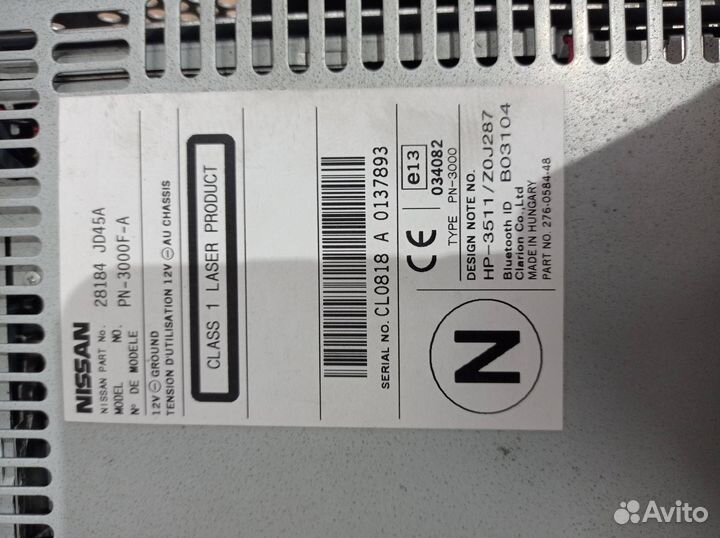 NISSAN
NISSAN PART No. 28184 JD45A
MODEL NO. PN-3000F-A
N° DE MODELE
12V ⊖ GROUND
TENSION D'UTILISATION 12V ⊖ AU CHASSIS
CLASS 1 LASER PRODUCT
SERIAL NO. CL0818 A 0137893
CE e13
034082
TYPE PN-3000
N
DESIGN NOTE NO.
HP-3511/Z0J287
Bluetooth ID B03104
Clarion Co.,Ltd
MADE IN HUNGARY
PART NO. 276-0584-48
Avito